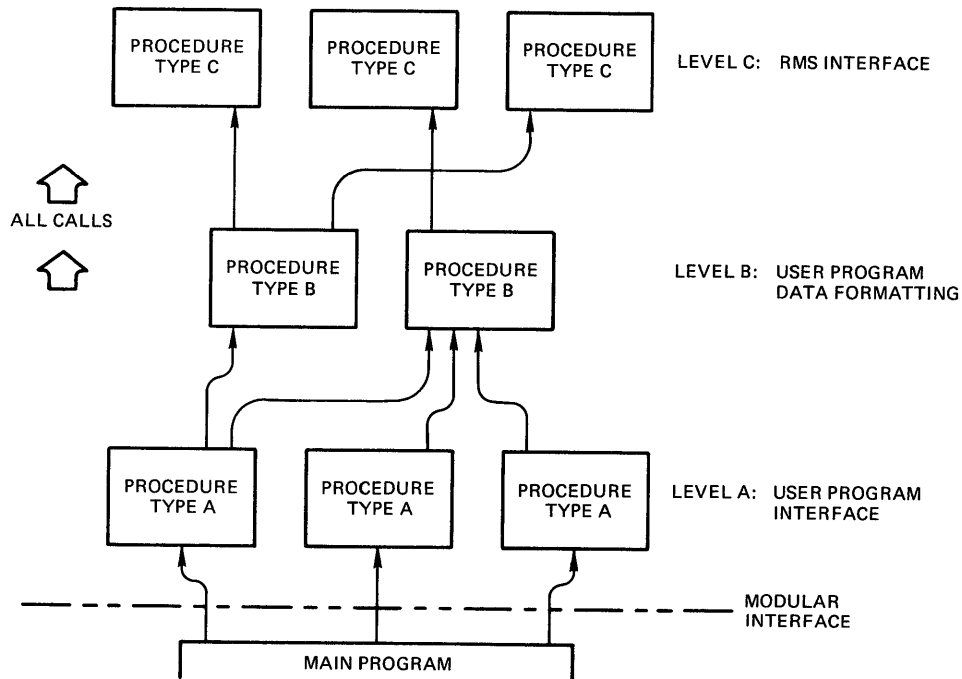 PROCEDURE
TYPE C
PROCEDURE
TYPE C
PROCEDURE
TYPE C
LEVEL C: RMS INTERFACE
ALL CALLS
PROCEDURE
TYPE B
PROCEDURE
TYPE B
LEVEL B: USER PROGRAM
DATA FORMATTING
PROCEDURE
TYPE A
PROCEDURE
TYPE A
PROCEDURE
TYPE A
LEVEL A: USER PROGRAM
INTERFACE
MODULAR
INTERFACE
MAIN PROGRAM